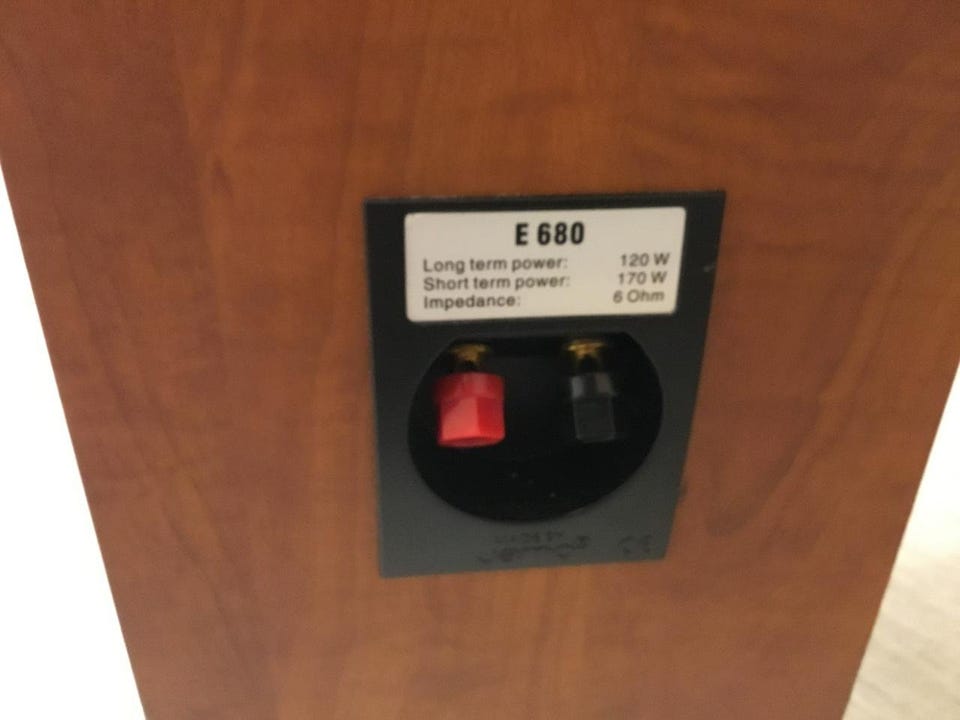 E 680
Long term power: 120 W
Short term power: 170 W
Impedance: 6 Ohm